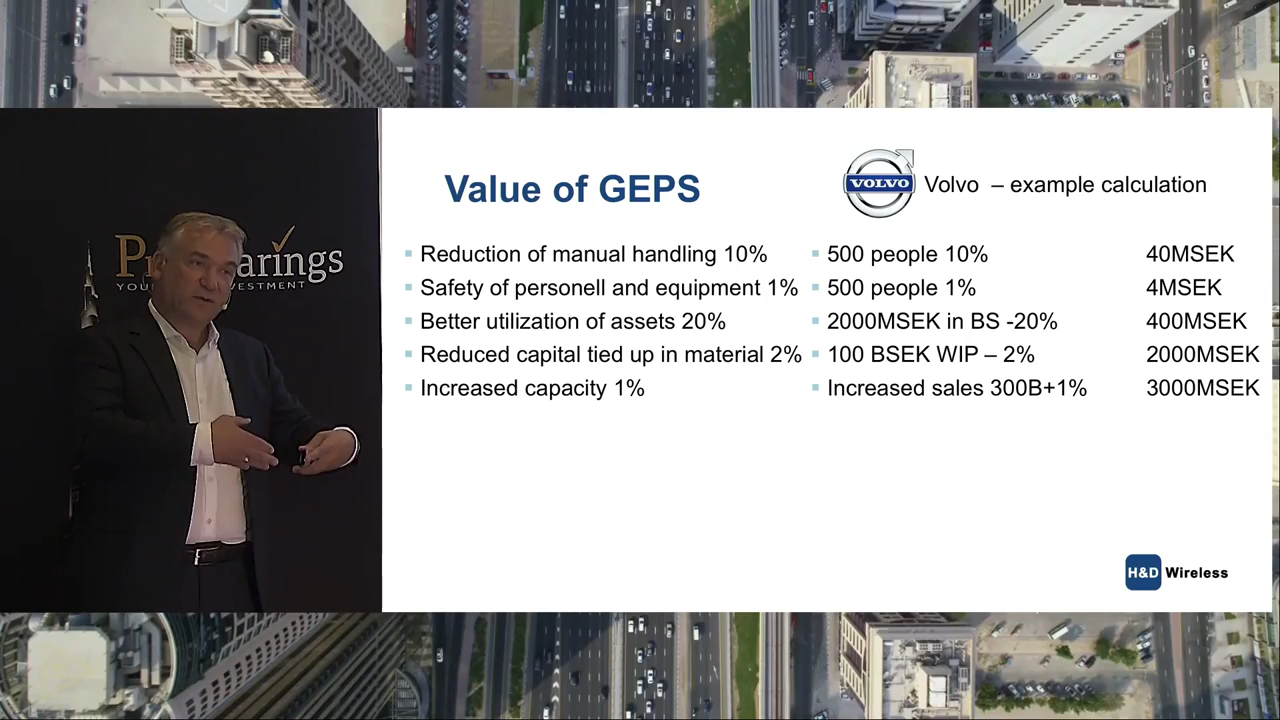 arings
YOU
VESTMENT
Value of GEPS
VOLVO
Volvo – example calculation
Reduction of manual handling 10%
Safety of personell and equipment 1%
Better utilization of assets 20%
Reduced capital tied up in material 2%
Increased capacity 1%
500 people 10% 40MSEK
500 people 1% 4MSEK
2000MSEK in BS -20% 400MSEK
100 BSEK WIP – 2% 2000MSEK
Increased sales 300B+1% 3000MSEK
H&D Wireless